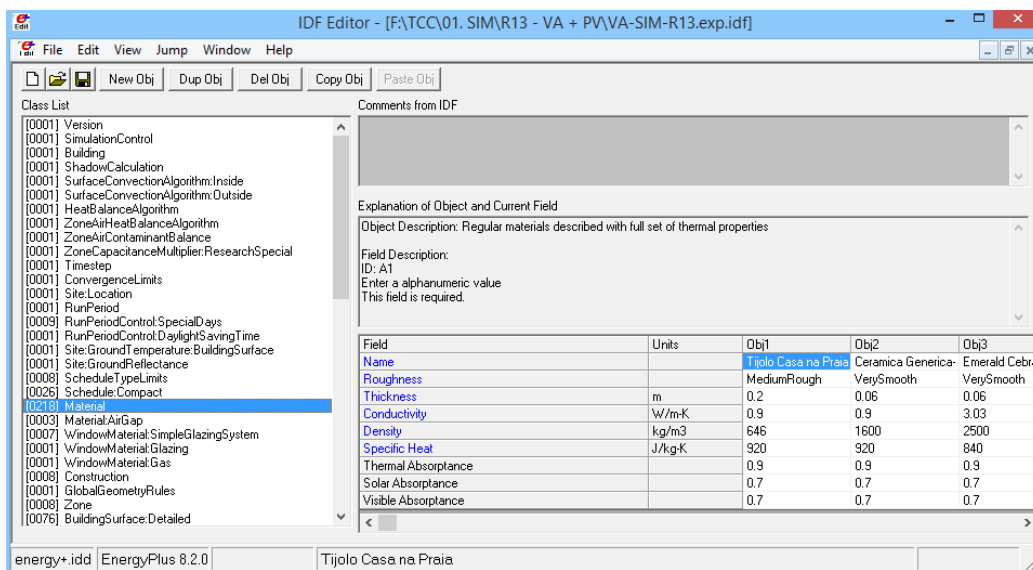 IDF Editor - [F:\TCC\01. SIM\R13 - VA + PV\VA-SIM-R13.exp.idf]
File Edit View Jump Window Help
New Obj Dup Obj Del Obj Copy Obj Paste Obj
Class List
[0001] Version
[0001] SimulationControl
[0001] Building
[0001] ShadowCalculation
[0001] SurfaceConvectionAlgorithm:Inside
[0001] SurfaceConvectionAlgorithm:Outside
[0001] HeatBalanceAlgorithm
[0001] ZoneAirHeatBalanceAlgorithm
[0001] ZoneAirContaminantBalance
[0001] ZoneCapacitanceMultiplier:ResearchSpecial
[0001] Timestep
[0001] ConvergenceLimits
[0001] Site:Location
[0001] RunPeriod
[0009] RunPeriodControl:SpecialDays
[0001] RunPeriodControl:DaylightSavingTime
[0001] Site:GroundTemperature:BuildingSurface
[0001] Site:GroundReflectance
[0008] ScheduleTypeLimits
[0026] Schedule:Compact
[0218] Material
[0003] Material:AirGap
[0007] WindowMaterial:SimpleGlazingSystem
[0001] WindowMaterial:Glazing
[0001] WindowMaterial:Gas
[0008] Construction
[0001] GlobalGeometryRules
[0008] Zone
[0076] BuildingSurface:Detailed
Comments from IDF
Explanation of Object and Current Field
Object Description: Regular materials described with full set of thermal properties
Field Description:
ID: A1
Enter a alphanumeric value
This field is required.
Field Units Obj1 Obj2 Obj3
Name Tijolo Casa na Praia Ceramica Generica- Emerald Cebr
Roughness MediumRough VerySmooth VerySmooth
Thickness m 0.2 0.06 0.06
Conductivity W/m-K 0.9 0.9 3.03
Density kg/m3 646 1600 2500
Specific Heat J/kg-K 920 920 840
Thermal Absorptance 0.9 0.9 0.9
Solar Absorptance 0.7 0.7 0.7
Visible Absorptance 0.7 0.7 0.7
energy+.idd EnergyPlus 8.2.0 Tijolo Casa na Praia